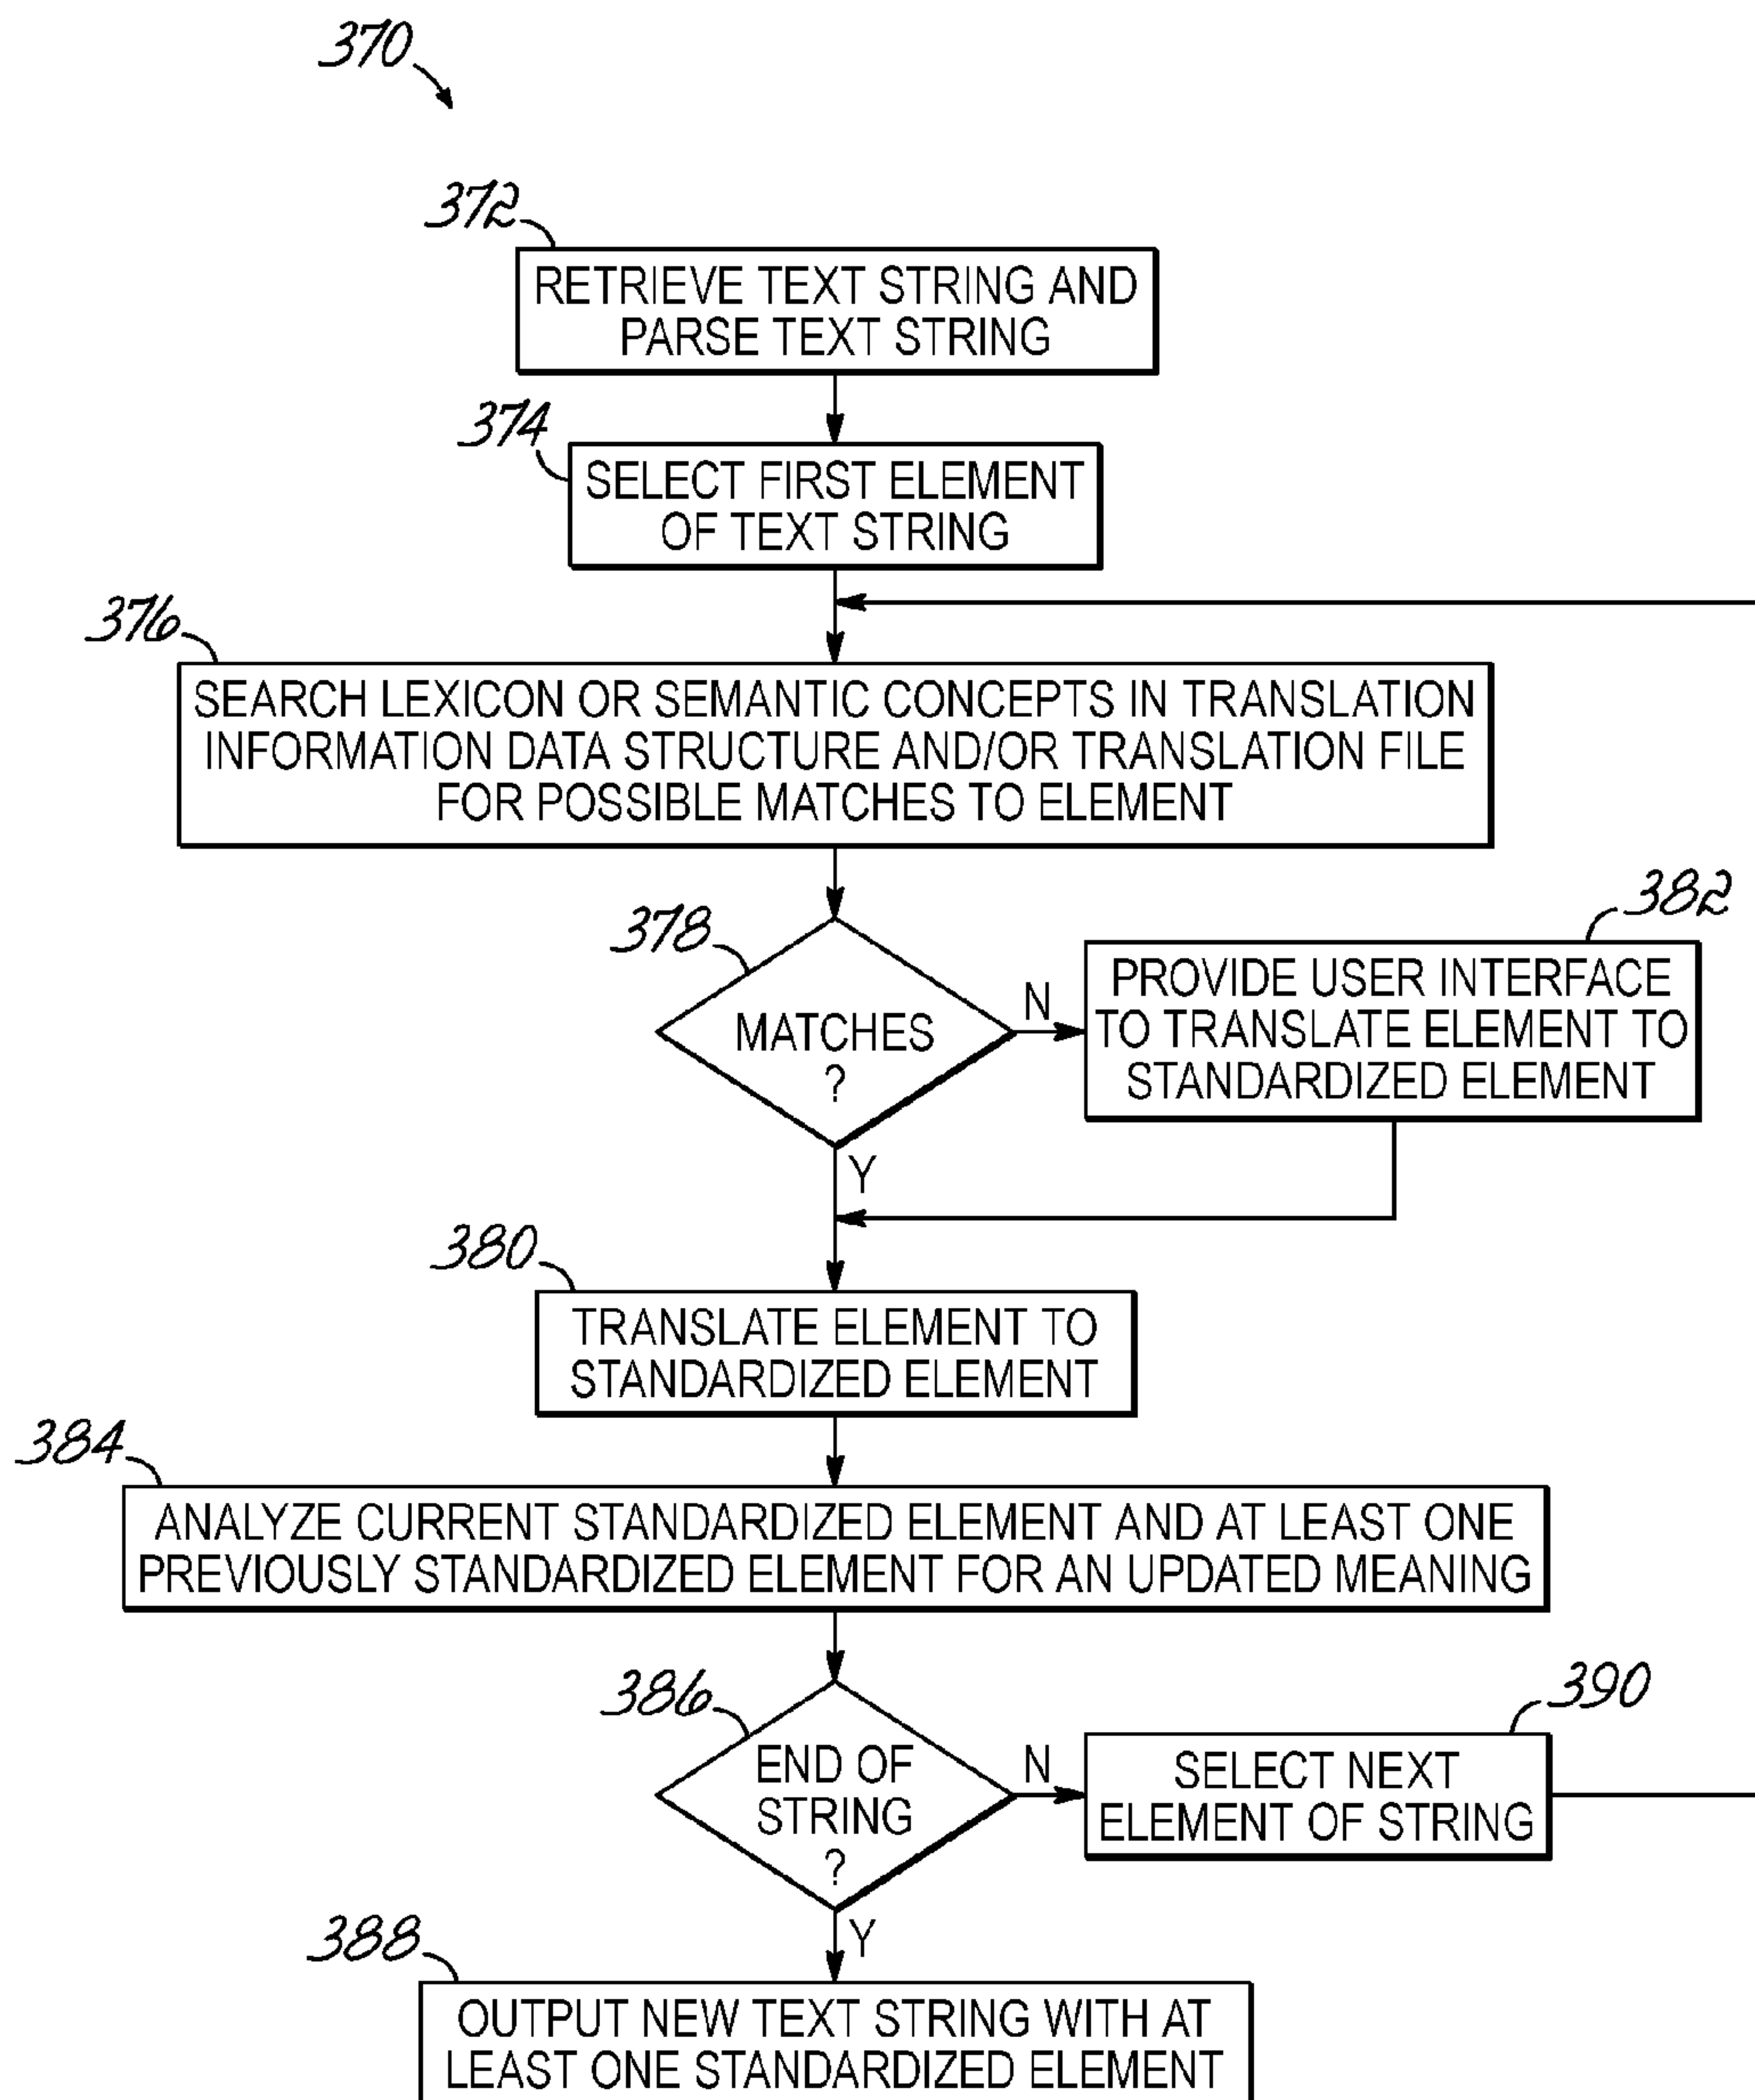 370
372
RETRIEVE TEXT STRING AND
PARSE TEXT STRING
374
SELECT FIRST ELEMENT
OF TEXT STRING
376
SEARCH LEXICON OR SEMANTIC CONCEPTS IN TRANSLATION
INFORMATION DATA STRUCTURE AND/OR TRANSLATION FILE
FOR POSSIBLE MATCHES TO ELEMENT
378
MATCHES
?
N
Y
382
PROVIDE USER INTERFACE
TO TRANSLATE ELEMENT TO
STANDARDIZED ELEMENT
380
TRANSLATE ELEMENT TO
STANDARDIZED ELEMENT
384
ANALYZE CURRENT STANDARDIZED ELEMENT AND AT LEAST ONE
PREVIOUSLY STANDARDIZED ELEMENT FOR AN UPDATED MEANING
386
END OF
STRING
?
N
Y
390
SELECT NEXT
ELEMENT OF STRING
388
OUTPUT NEW TEXT STRING WITH AT
LEAST ONE STANDARDIZED ELEMENT